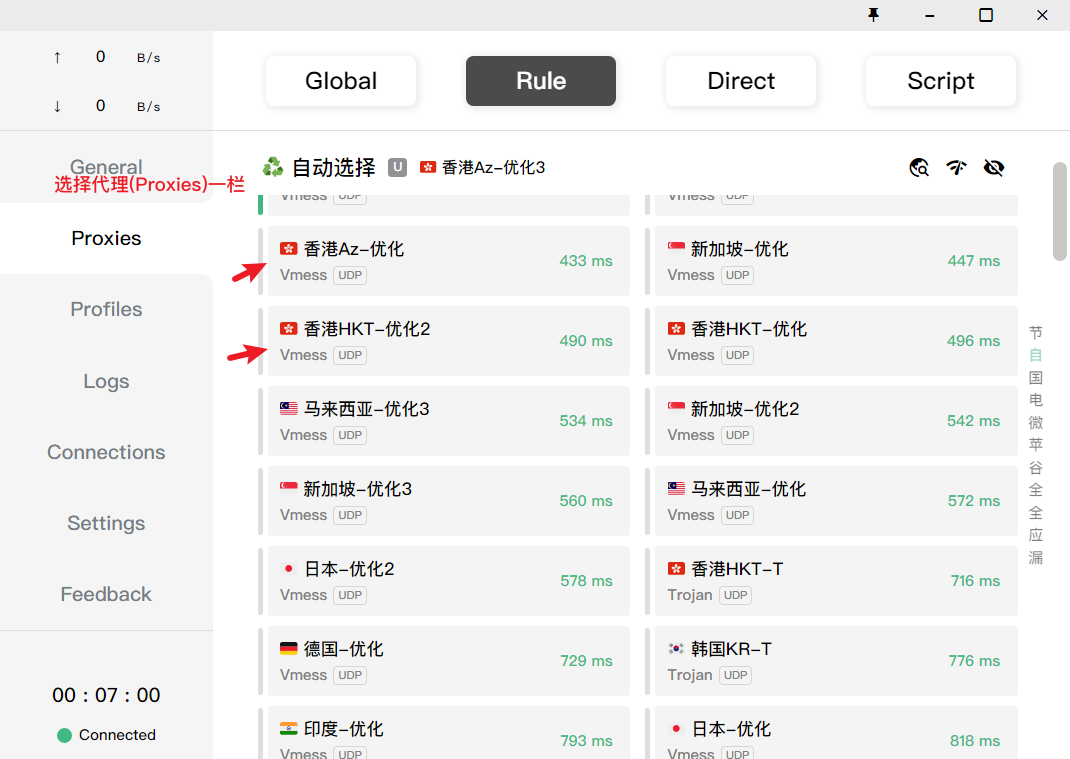 ↑ 0 B/s
↓ 0 B/s
General
选择代理(Proxies)一栏
Proxies
Profiles
Logs
Connections
Settings
Feedback
00 : 07 : 00
Connected
Global Rule Direct Script
自动选择 U 香港Az-优化3
Vmess UDP Vmess UDP
香港Az-优化 新加坡-优化
433 ms 447 ms
Vmess UDP Vmess UDP
香港HKT-优化2 香港HKT-优化
490 ms 496 ms
Vmess UDP Vmess UDP
马来西亚-优化3 新加坡-优化2
534 ms 542 ms
Vmess UDP Vmess UDP
新加坡-优化3 马来西亚-优化
560 ms 572 ms
Vmess UDP Vmess UDP
日本-优化2 香港HKT-T
578 ms 716 ms
Vmess UDP Trojan UDP
德国-优化 韩国KR-T
729 ms 776 ms
Vmess UDP Trojan UDP
印度-优化 日本-优化
793 ms 818 ms
Vmess UDP Vmess UDP
节
自
国
电
微
苹
谷
全
全
应
漏